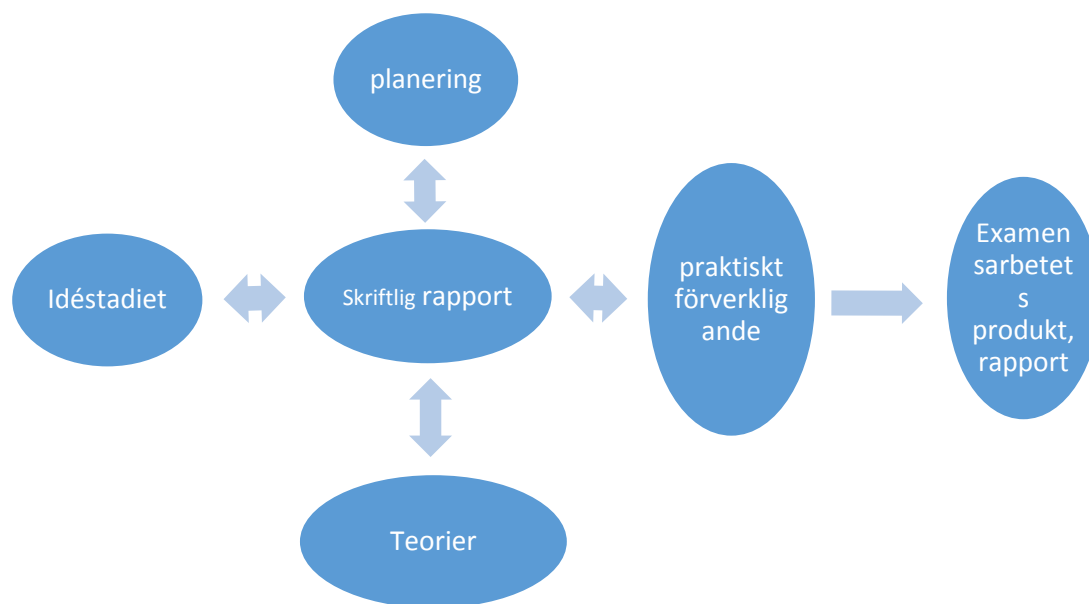 planering
Idéstadiet
Skriftlig rapport
praktiskt
förverklig
ande
Examen
sarbetet
s
produkt,
rapport
Teorier